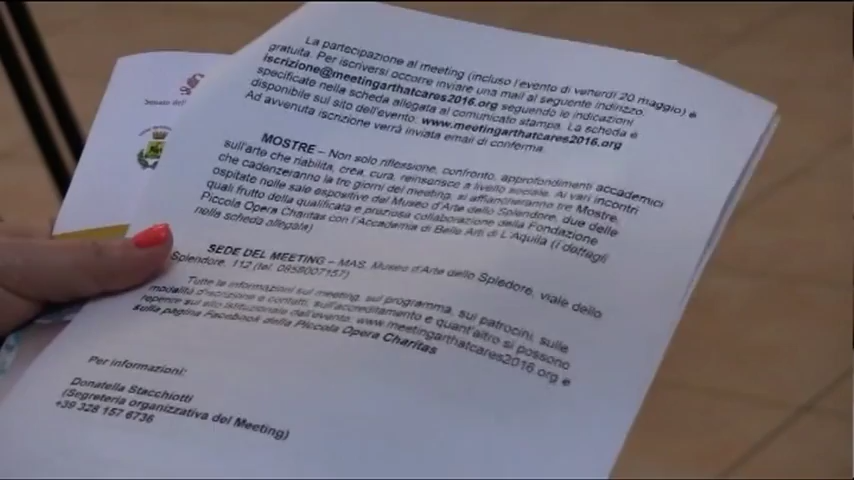 La partecipazione al meeting (incluso l'evento di venerdì 20 maggio) è
gratuita. Per iscriversi occorre inviare una mail al seguente indirizzo:
iscrizione@meetingarthatcares2016.org seguendo le indicazioni
specificate nella scheda allegata al comunicato stampa. La scheda è
disponibile sul sito dell'evento: www.meetingarthatcares2016.org
Ad avvenuta iscrizione verrà inviata email di conferma.
MOSTRE – Non solo riflessione, confronto, approfondimenti accademici
sull'arte che riabilita, crea, cura, reinserisce a livello sociale. Ai vari incontri
che cadenzeranno la tre giorni del meeting, si affiancheranno tre Mostre,
ospitate nelle sale espositive del Museo d'Arte dello Splendore, due delle
quali frutto della qualificata e preziosa collaborazione della Fondazione
Piccola Opera Charitas con l'Accademia di Belle Arti di L'Aquila (i dettagli
nella scheda allegata)
SEDE DEL MEETING – MAS, Museo d'Arte dello Spledore, viale dello
Splendore, 112 (tel. 0858007157)
Tutte le informazioni sul meeting, sul programma, sui patrocini, sulle
modalità d'iscrizione e contatti, sull'accreditamento e quant'altro si possono
reperire sul sito istituzionale dell'evento: www.meetingarthatcares2016.org e
sulla pagina Facebook della Piccola Opera Charitas
Per informazioni:
Donatella Stacchiotti
(Segreteria organizzativa del Meeting)
+39 328 157 6736